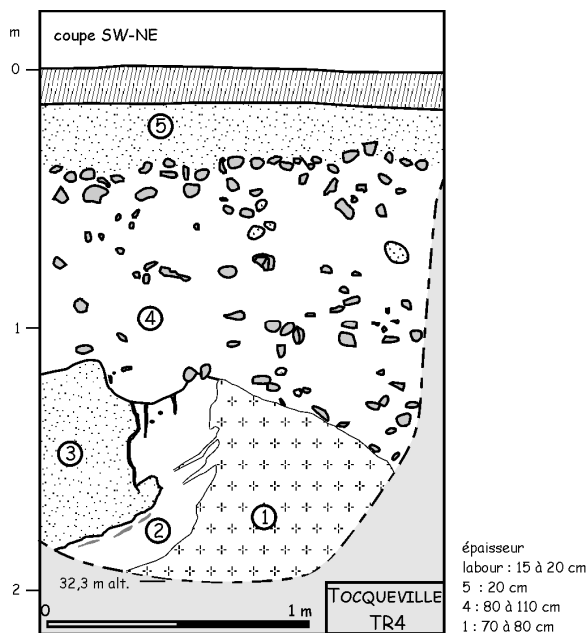 m
coupe SW-NE
0
5
4
1
3
2
1
32,3 m alt.
2
0
1 m
TOCQUEVILLE
TR4
épaisseur
labour : 15 à 20 cm
5 : 20 cm
4 : 80 à 110 cm
1 : 70 à 80 cm